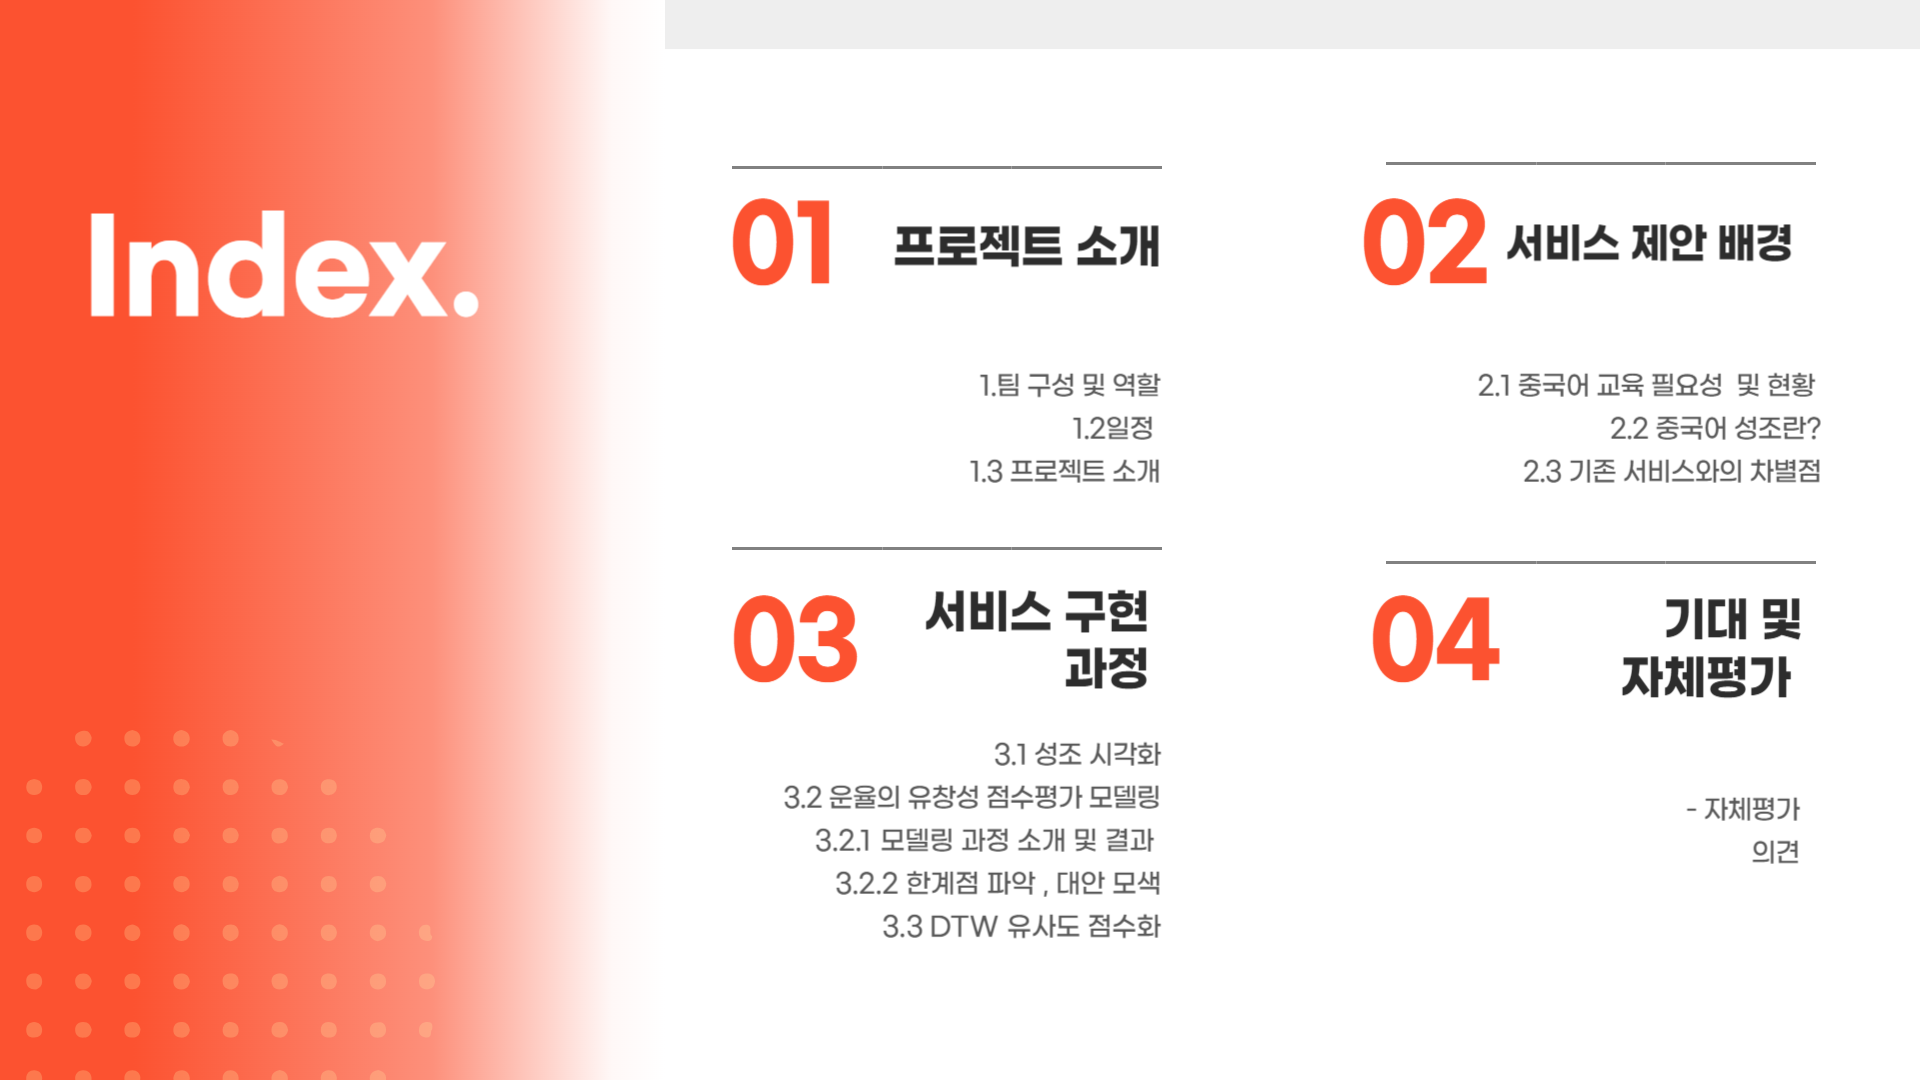 Index.
01
프로젝트 소개
1.팀 구성 및 역할
1.2일정
1.3 프로젝트 소개
02
서비스 제안 배경
2.1 중국어 교육 필요성 및 현황
2.2 중국어 성조란?
2.3 기존 서비스와의 차별점
03
서비스 구현
과정
3.1 성조 시각화
3.2 운율의 유창성 점수평가 모델링
3.2.1 모델링 과정 소개 및 결과
3.2.2 한계점 파악 , 대안 모색
3.3 DTW 유사도 점수화
04
기대 및
자체평가
- 자체평가
의견